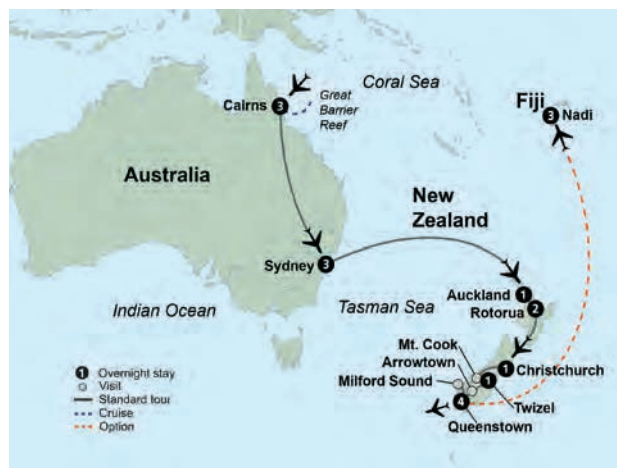 Coral Sea
Great
Barrier
Reef
Cairns 3
Fiji
3 Nadi
Australia
New
Zealand
Sydney 3
Indian Ocean
Tasman Sea
Auckland 1
Rotorua 2
Mt. Cook
Arrowtown
Milford Sound
1 Christchurch
1
Twizel
4
Queenstown
1 Overnight stay
Visit
Standard tour
Cruise
Option